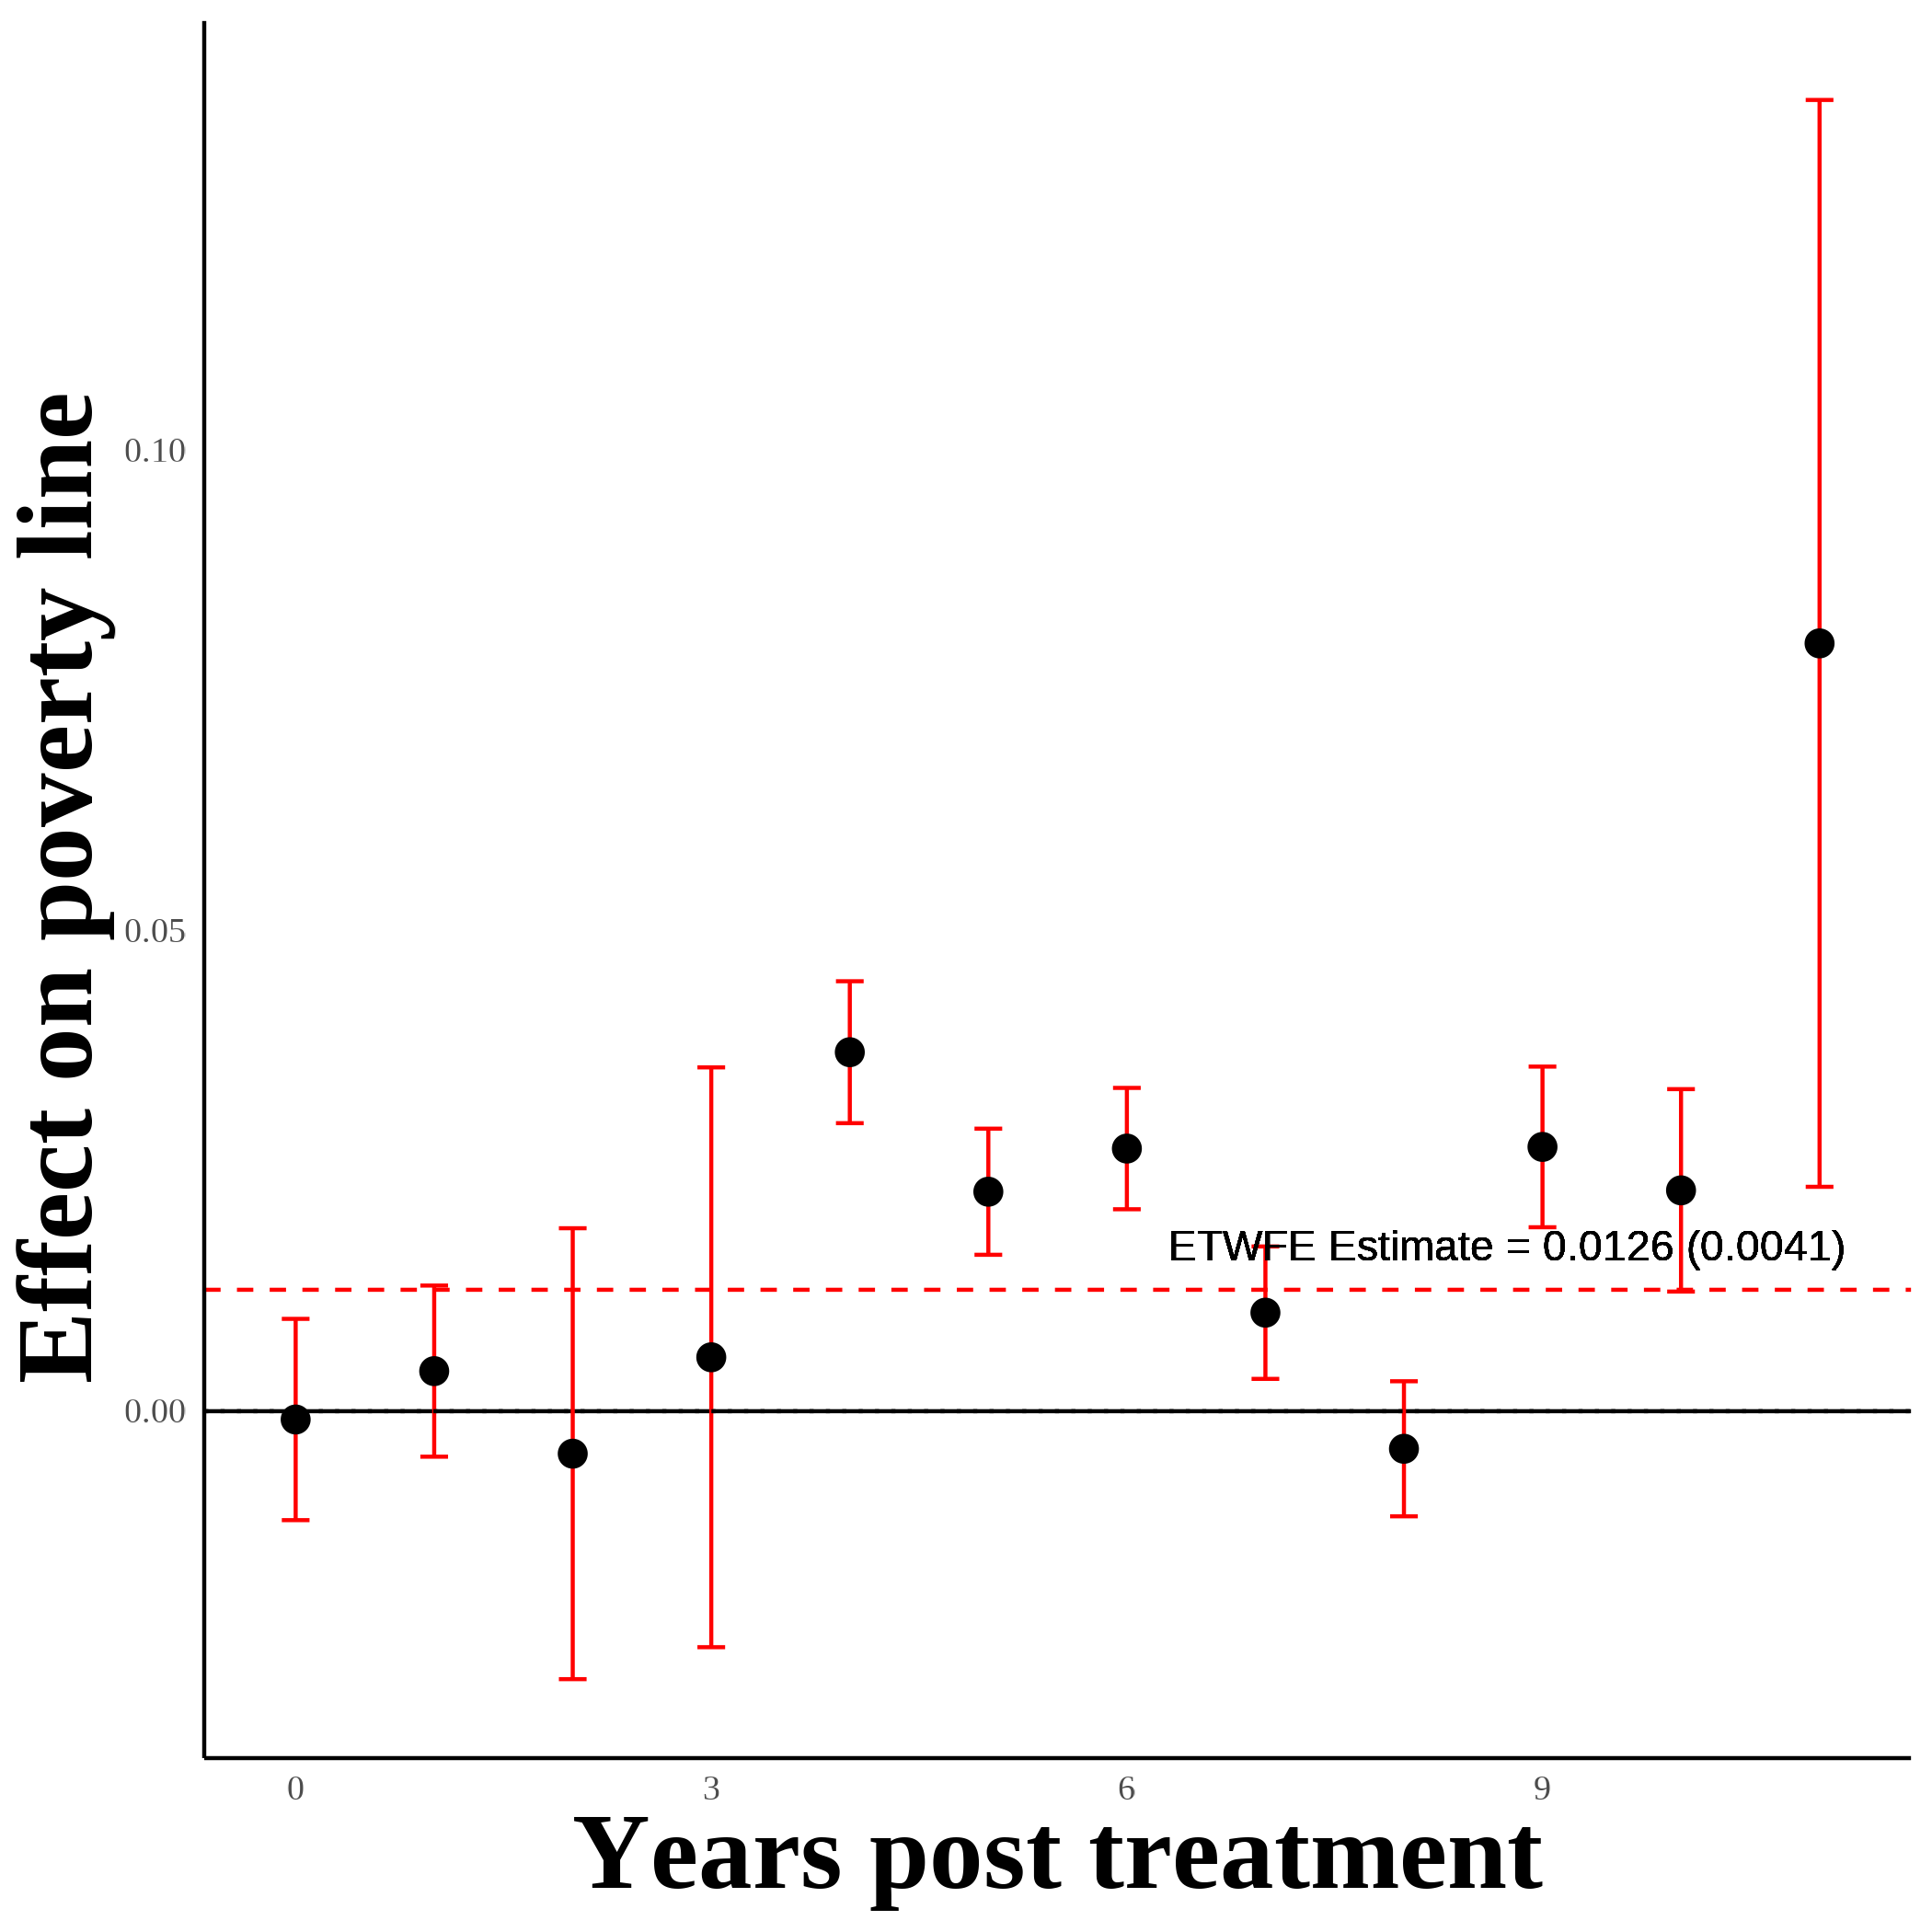 Effect on poverty line
0.10
0.05
0.00
ETWFE Estimate = 0.0126 (0.0041)
0 3 6 9
Years post treatment